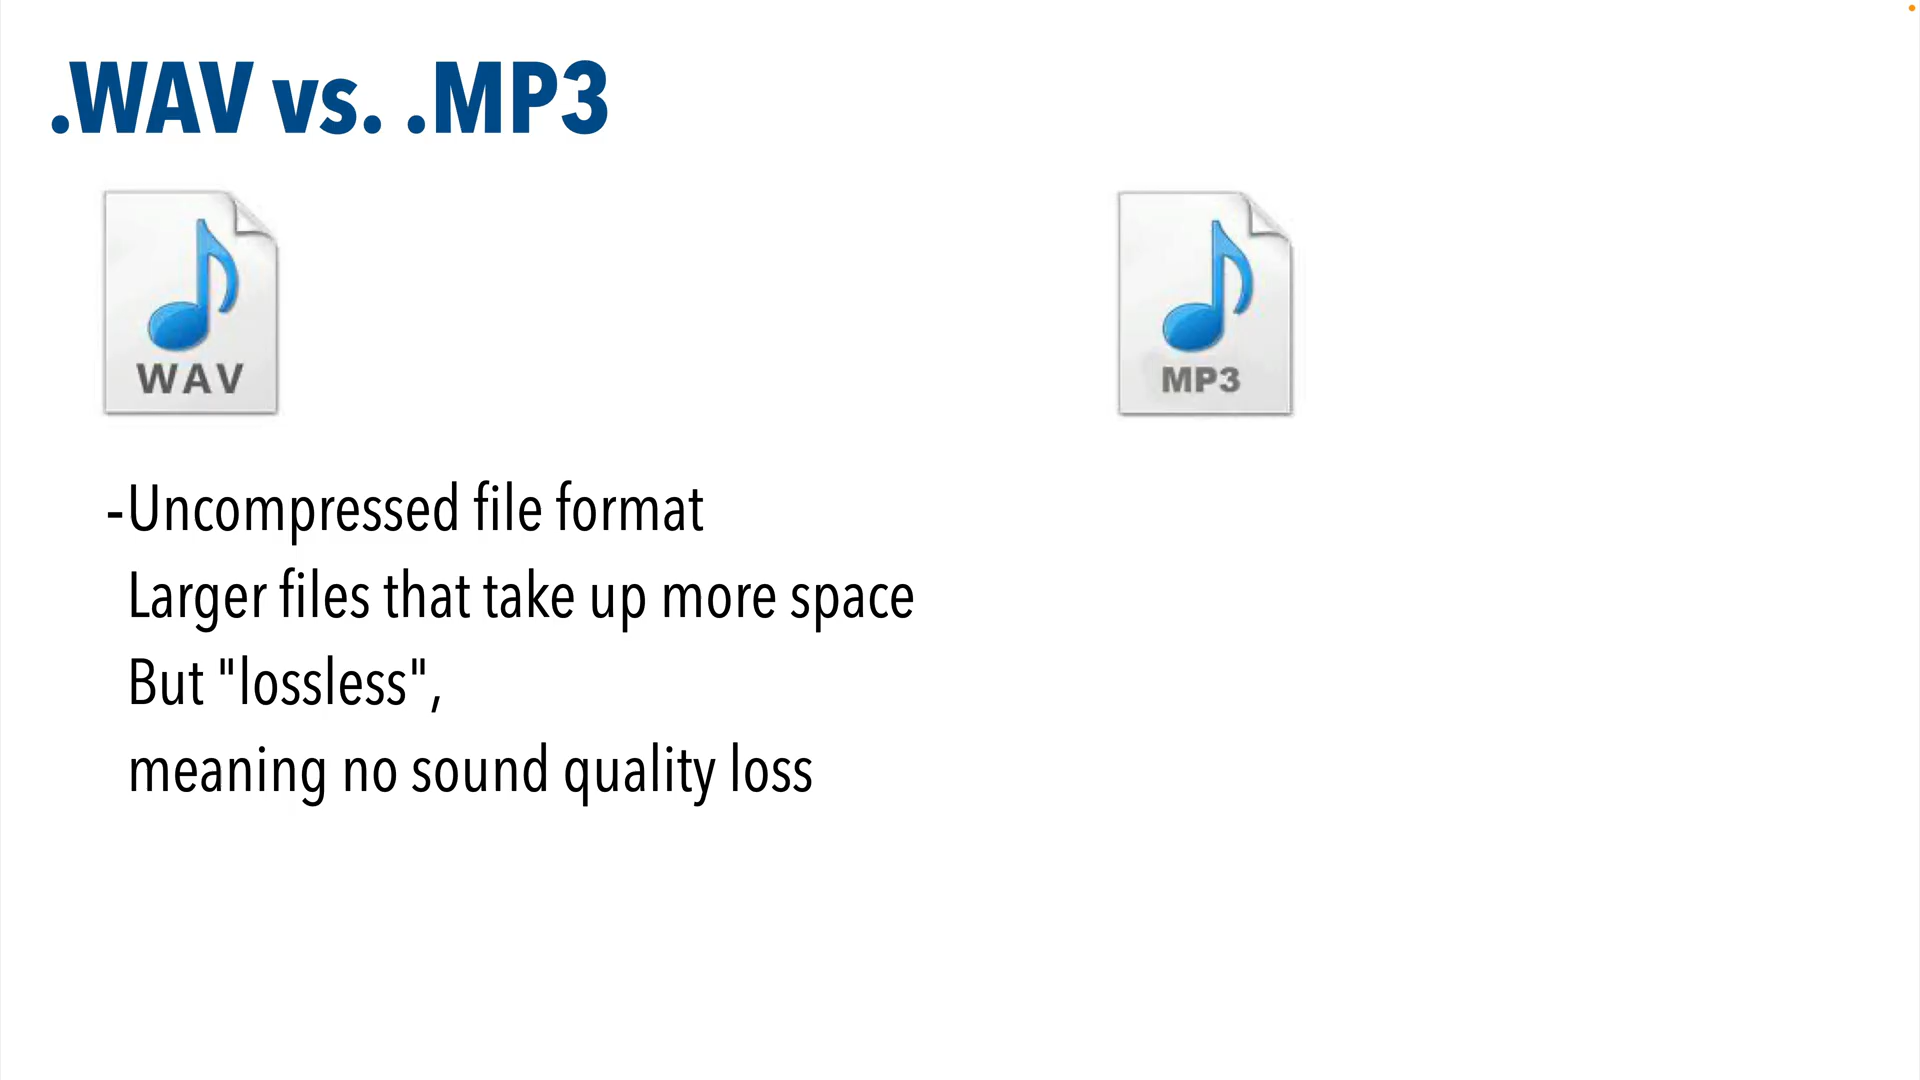 .WAV vs. .MP3
WAV
MP3
-Uncompressed file format
Larger files that take up more space
But "lossless",
meaning no sound quality loss